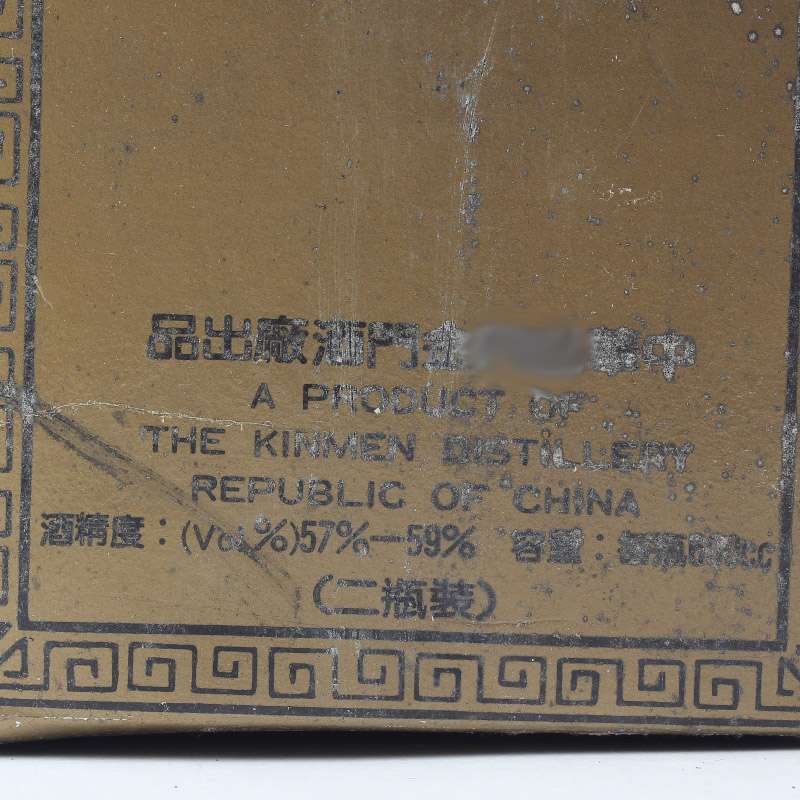 中華 金門酒廠出品
A PRODUCT OF
THE KINMEN DISTILLERY
REPUBLIC OF CHINA
酒精度：(Vol%)57%—59% 容量：
(二瓶裝)